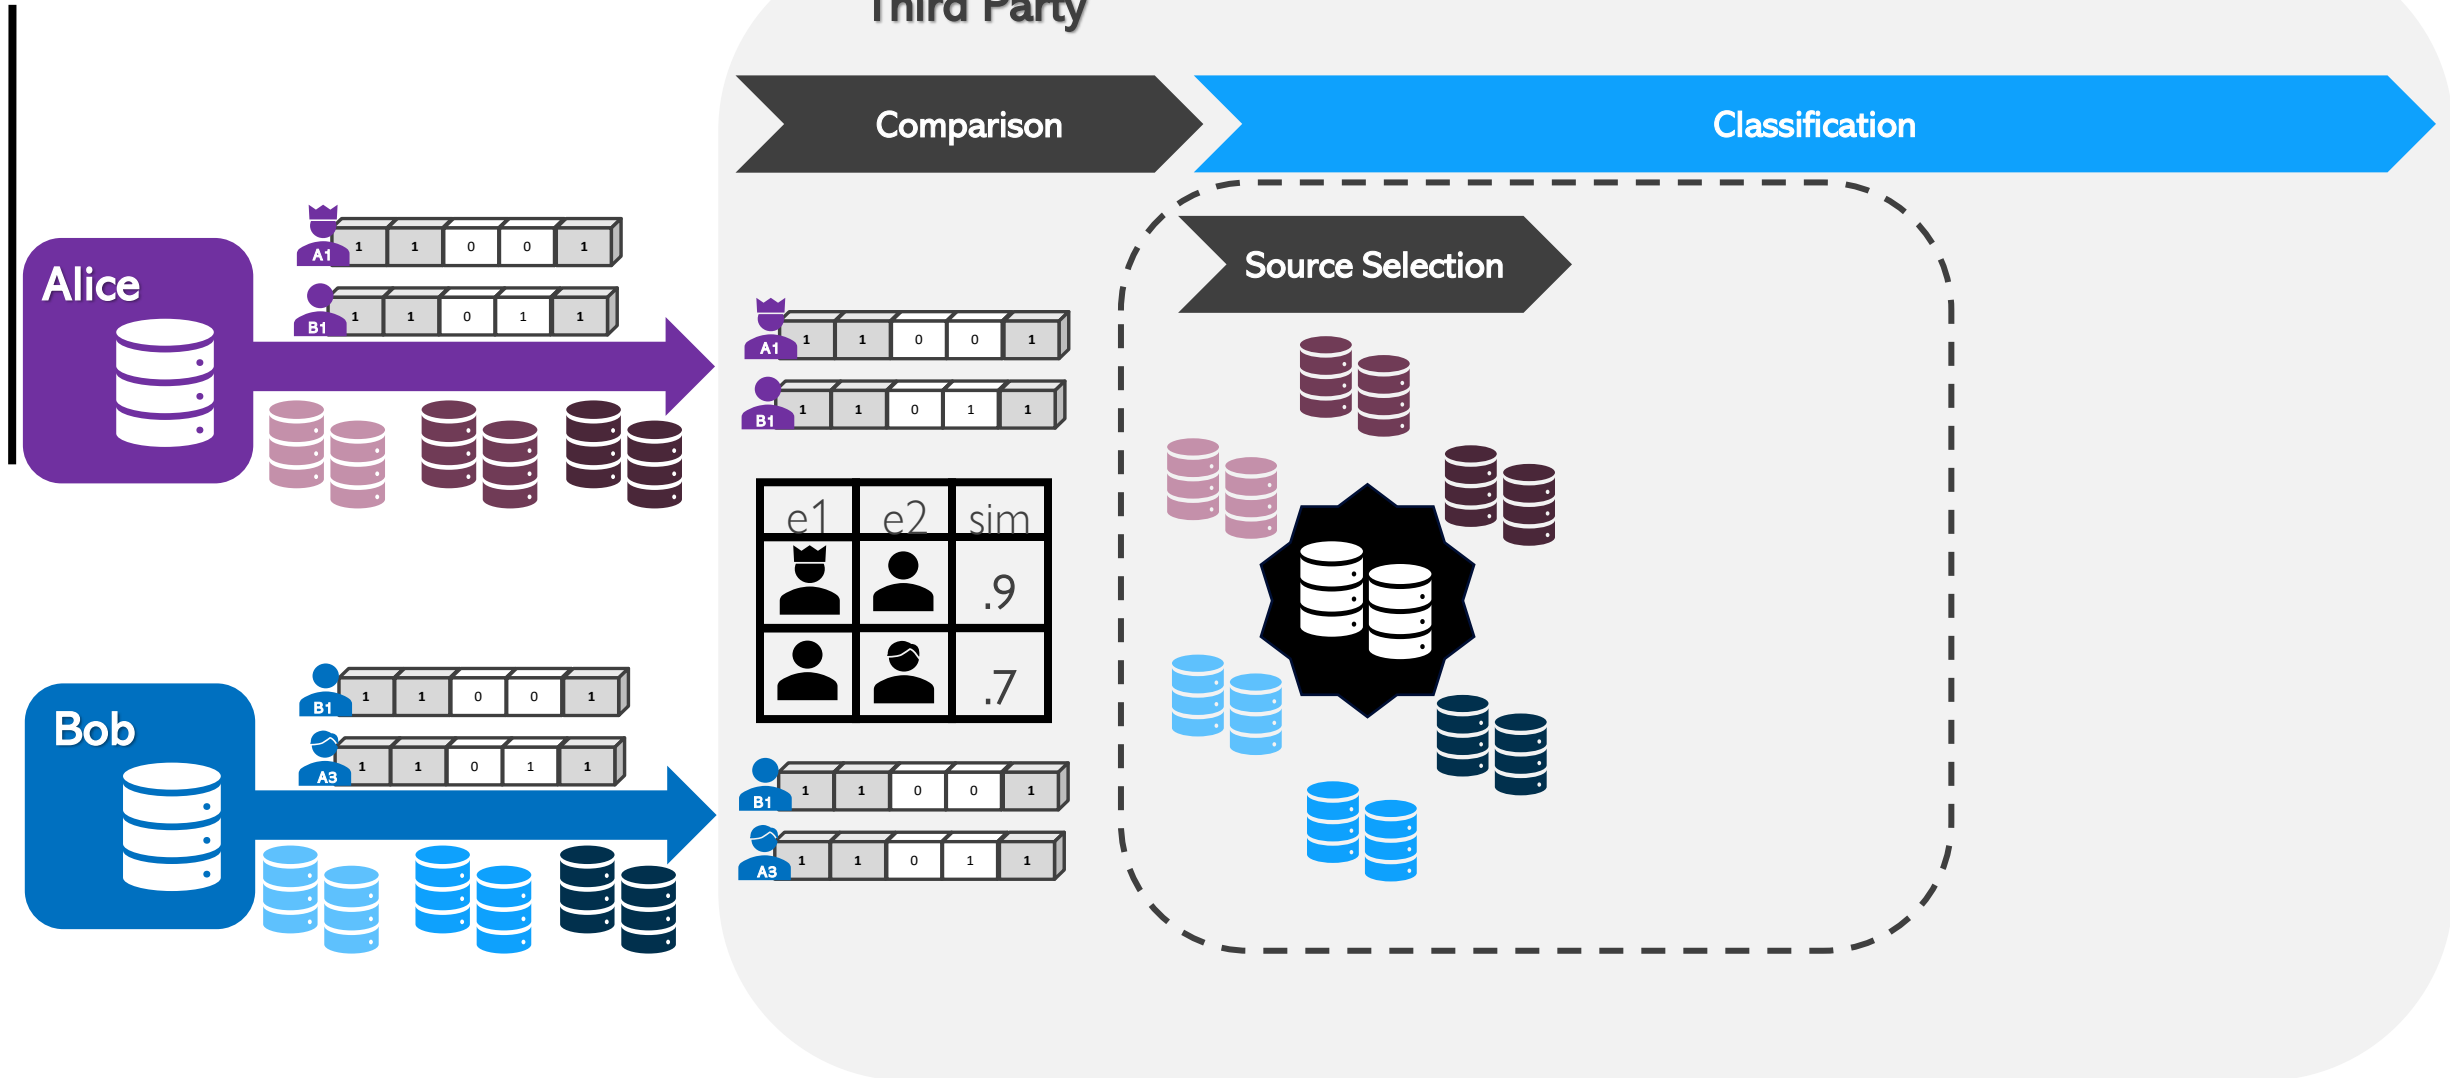 Third Party
Comparison
Classification
Source Selection
Alice
A1 1 1 0 0 1
B1 1 1 0 1 1
A1 1 1 0 0 1
B1 1 1 0 1 1
e1 e2 sim
.9
.7
Bob
B1 1 1 0 0 1
A3 1 1 0 1 1
B1 1 1 0 0 1
A3 1 1 0 1 1